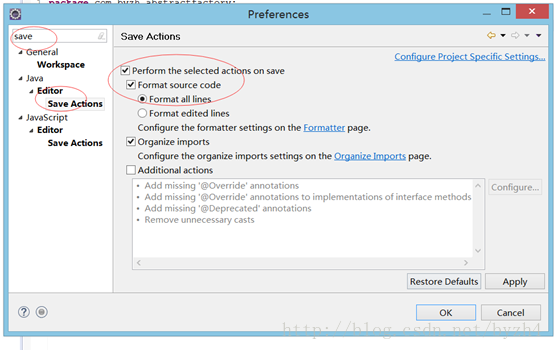 package com.byzh.abstractfactory;
Preferences
save
General
Workspace
Java
Editor
Save Actions
JavaScript
Editor
Save Actions
Save Actions
Configure Project Specific Settings...
Perform the selected actions on save
Format source code
Format all lines
Format edited lines
Configure the formatter settings on the Formatter page.
Organize imports
Configure the organize imports settings on the Organize Imports page.
Additional actions
Add missing '@Override' annotations
Add missing '@Override' annotations to implementations of interface methods
Add missing '@Deprecated' annotations
Remove unnecessary casts
Configure...
Restore Defaults
Apply
OK
Cancel
http://blog.csdn.net/byzh4